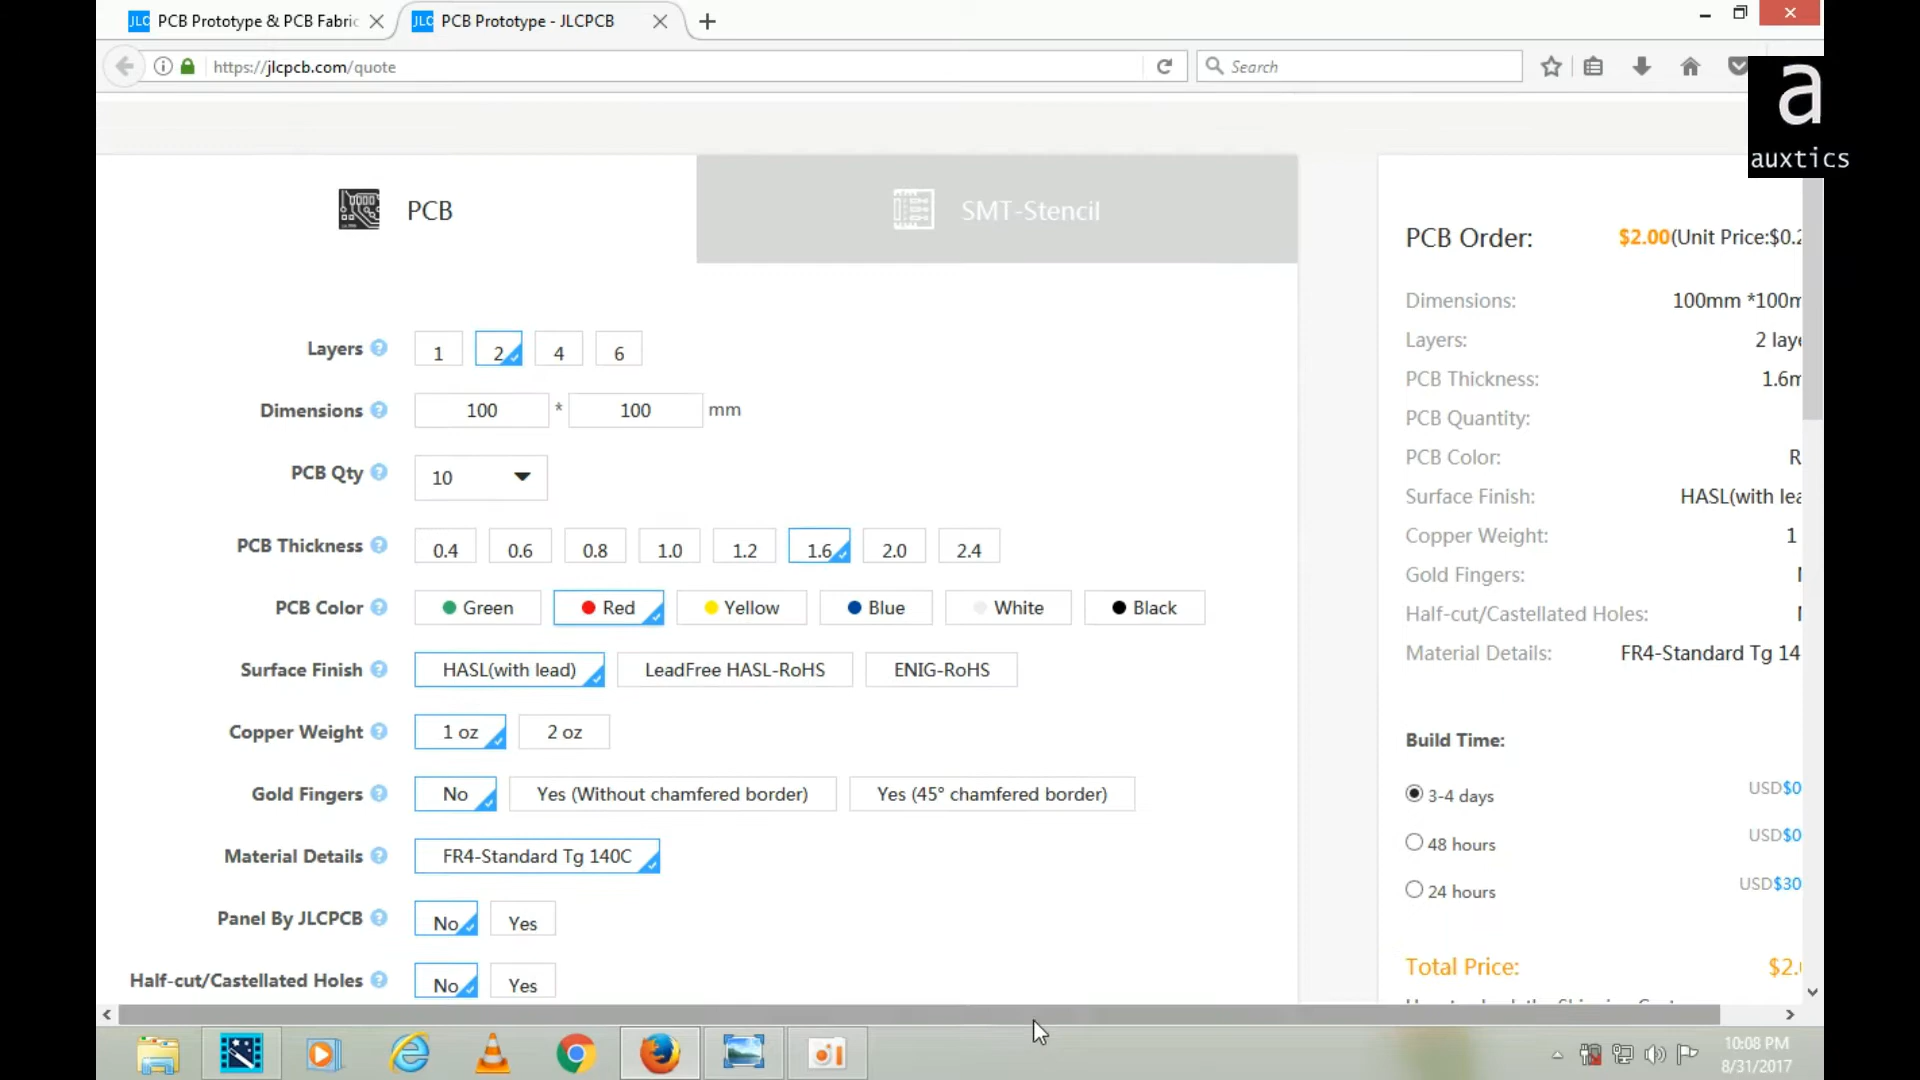 JLC PCB Prototype & PCB Fabric
JLC PCB Prototype - JLCPCB
https://jlcpcb.com/quote
Search
a
auxtics
PCB
SMT-Stencil
PCB Order: $2.00(Unit Price:$0.2
Dimensions: 100mm *100m
Layers: 2 laye
PCB Thickness: 1.6m
PCB Quantity:
PCB Color: R
Surface Finish: HASL(with lea
Copper Weight: 1
Gold Fingers:
Half-cut/Castellated Holes:
Material Details: FR4-Standard Tg 14
Build Time:
3-4 days USD$0
48 hours USD$0
24 hours USD$30
Total Price: $2.
Layers ? 1 2 4 6
Dimensions ? 100 * 100 mm
PCB Qty ? 10
PCB Thickness ? 0.4 0.6 0.8 1.0 1.2 1.6 2.0 2.4
PCB Color ? Green Red Yellow Blue White Black
Surface Finish ? HASL(with lead) LeadFree HASL-RoHS ENIG-RoHS
Copper Weight ? 1 oz 2 oz
Gold Fingers ? No Yes (Without chamfered border) Yes (45° chamfered border)
Material Details ? FR4-Standard Tg 140C
Panel By JLCPCB ? No Yes
Half-cut/Castellated Holes ? No Yes
10:08 PM
8/31/2017